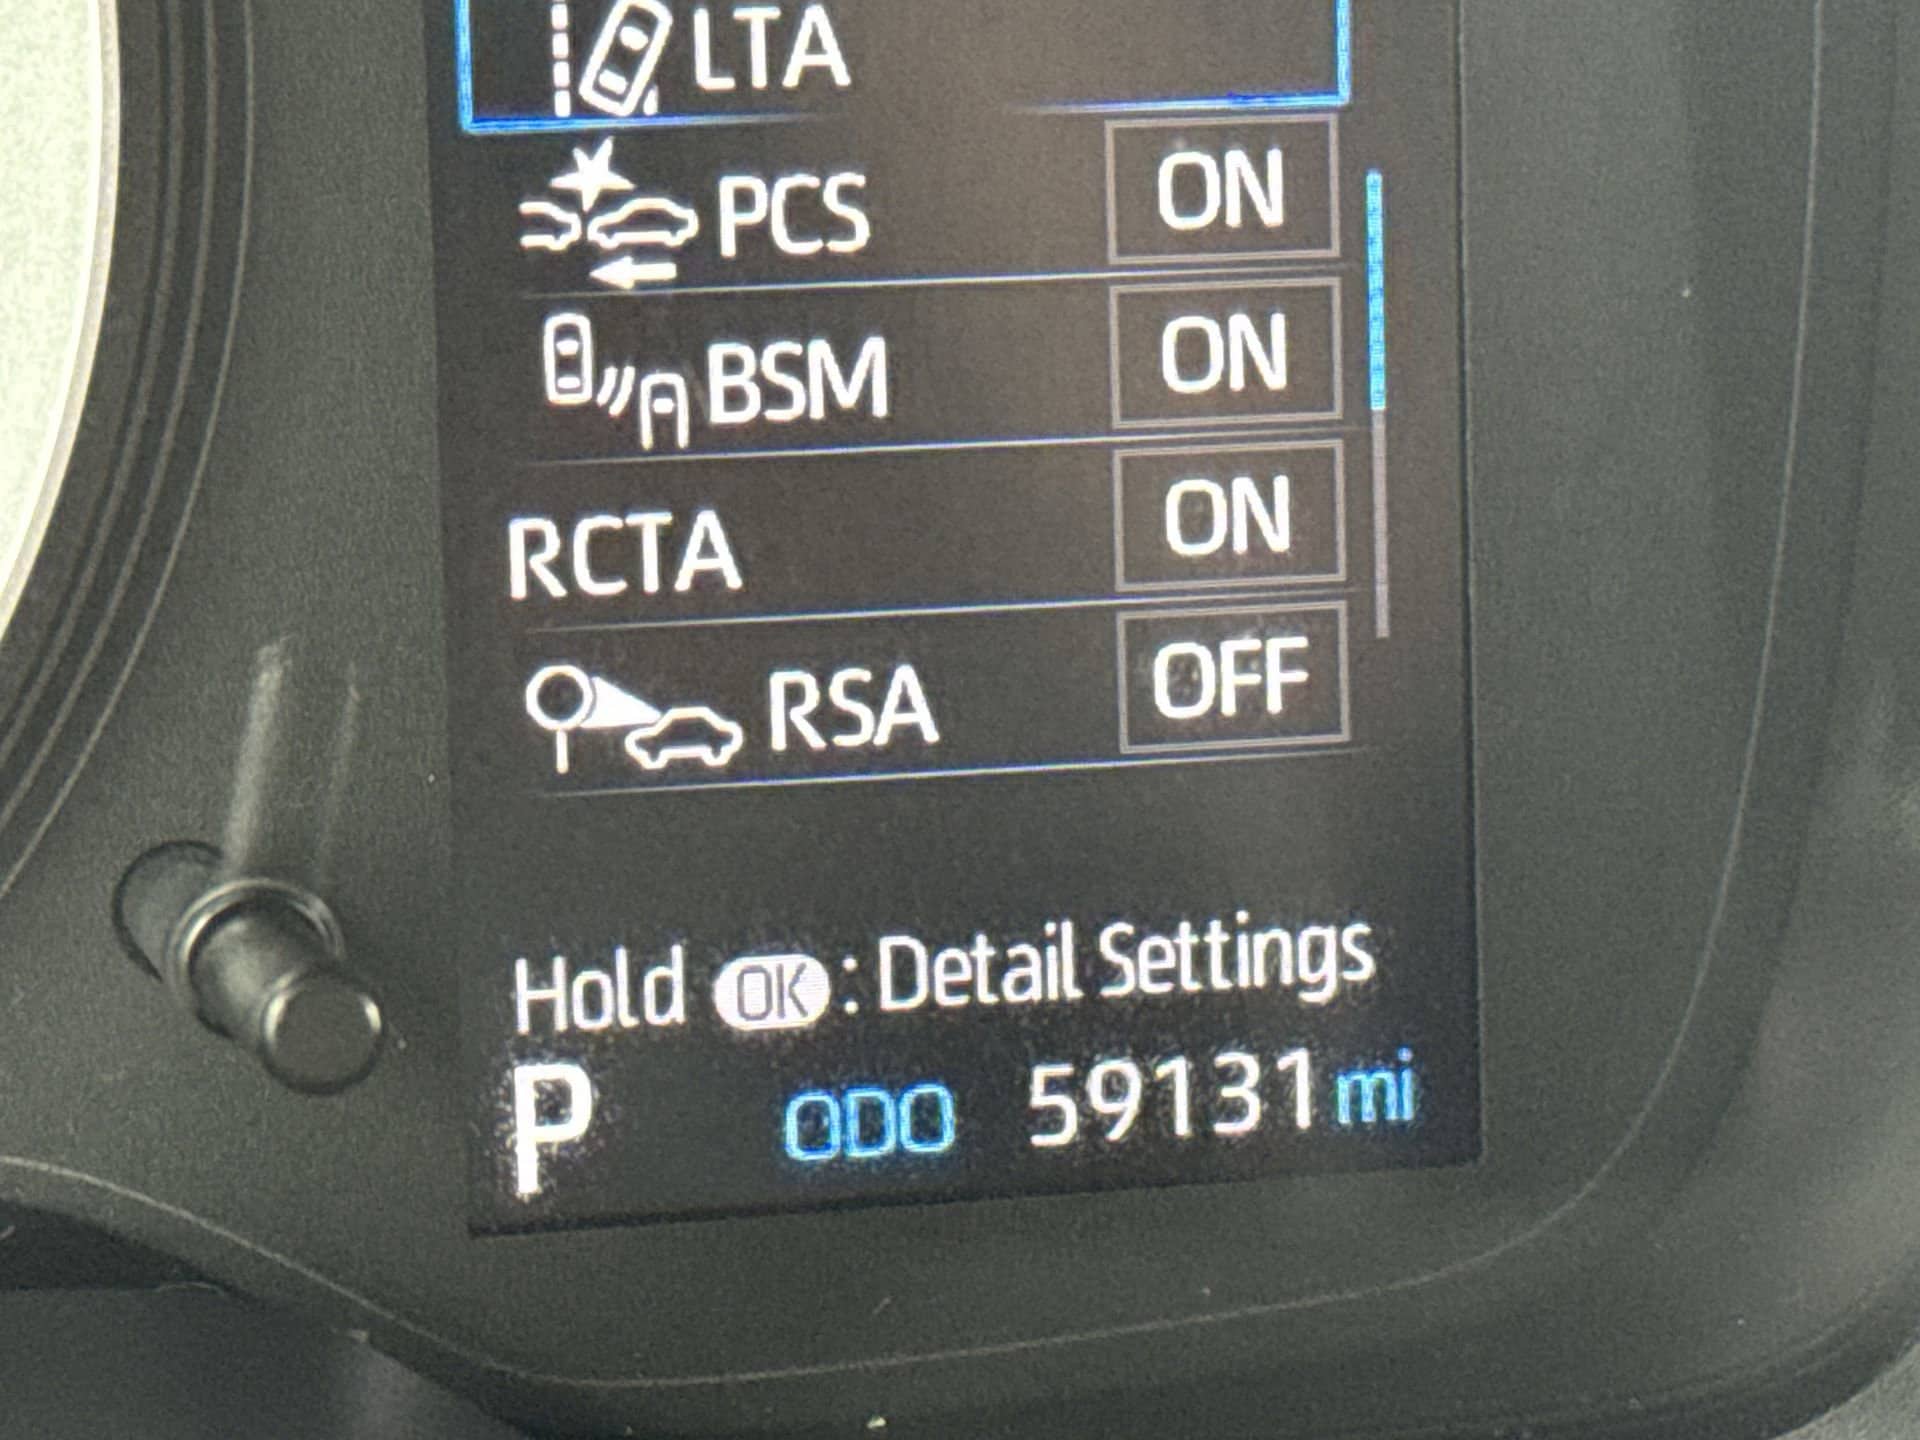 LTA
PCS ON
BSM ON
RCTA ON
RSA OFF
Hold OK : Detail Settings
P ODO 59131 mi